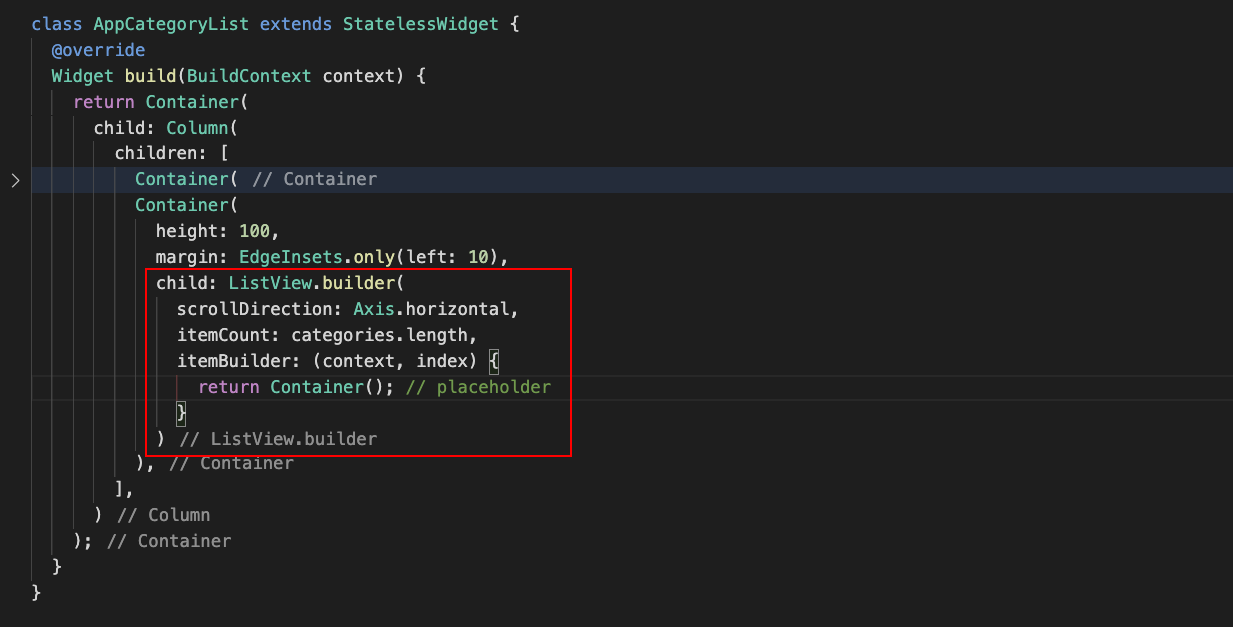 class AppCategoryList extends StatelessWidget {
  @override
  Widget build(BuildContext context) {
    return Container(
      child: Column(
        children: [
          Container( // Container
          Container(
            height: 100,
            margin: EdgeInsets.only(left: 10),
            child: ListView.builder(
              scrollDirection: Axis.horizontal,
              itemCount: categories.length,
              itemBuilder: (context, index) {
                return Container(); // placeholder
              }
            ) // ListView.builder
          ), // Container
        ],
      ) // Column
    ); // Container
  }
}